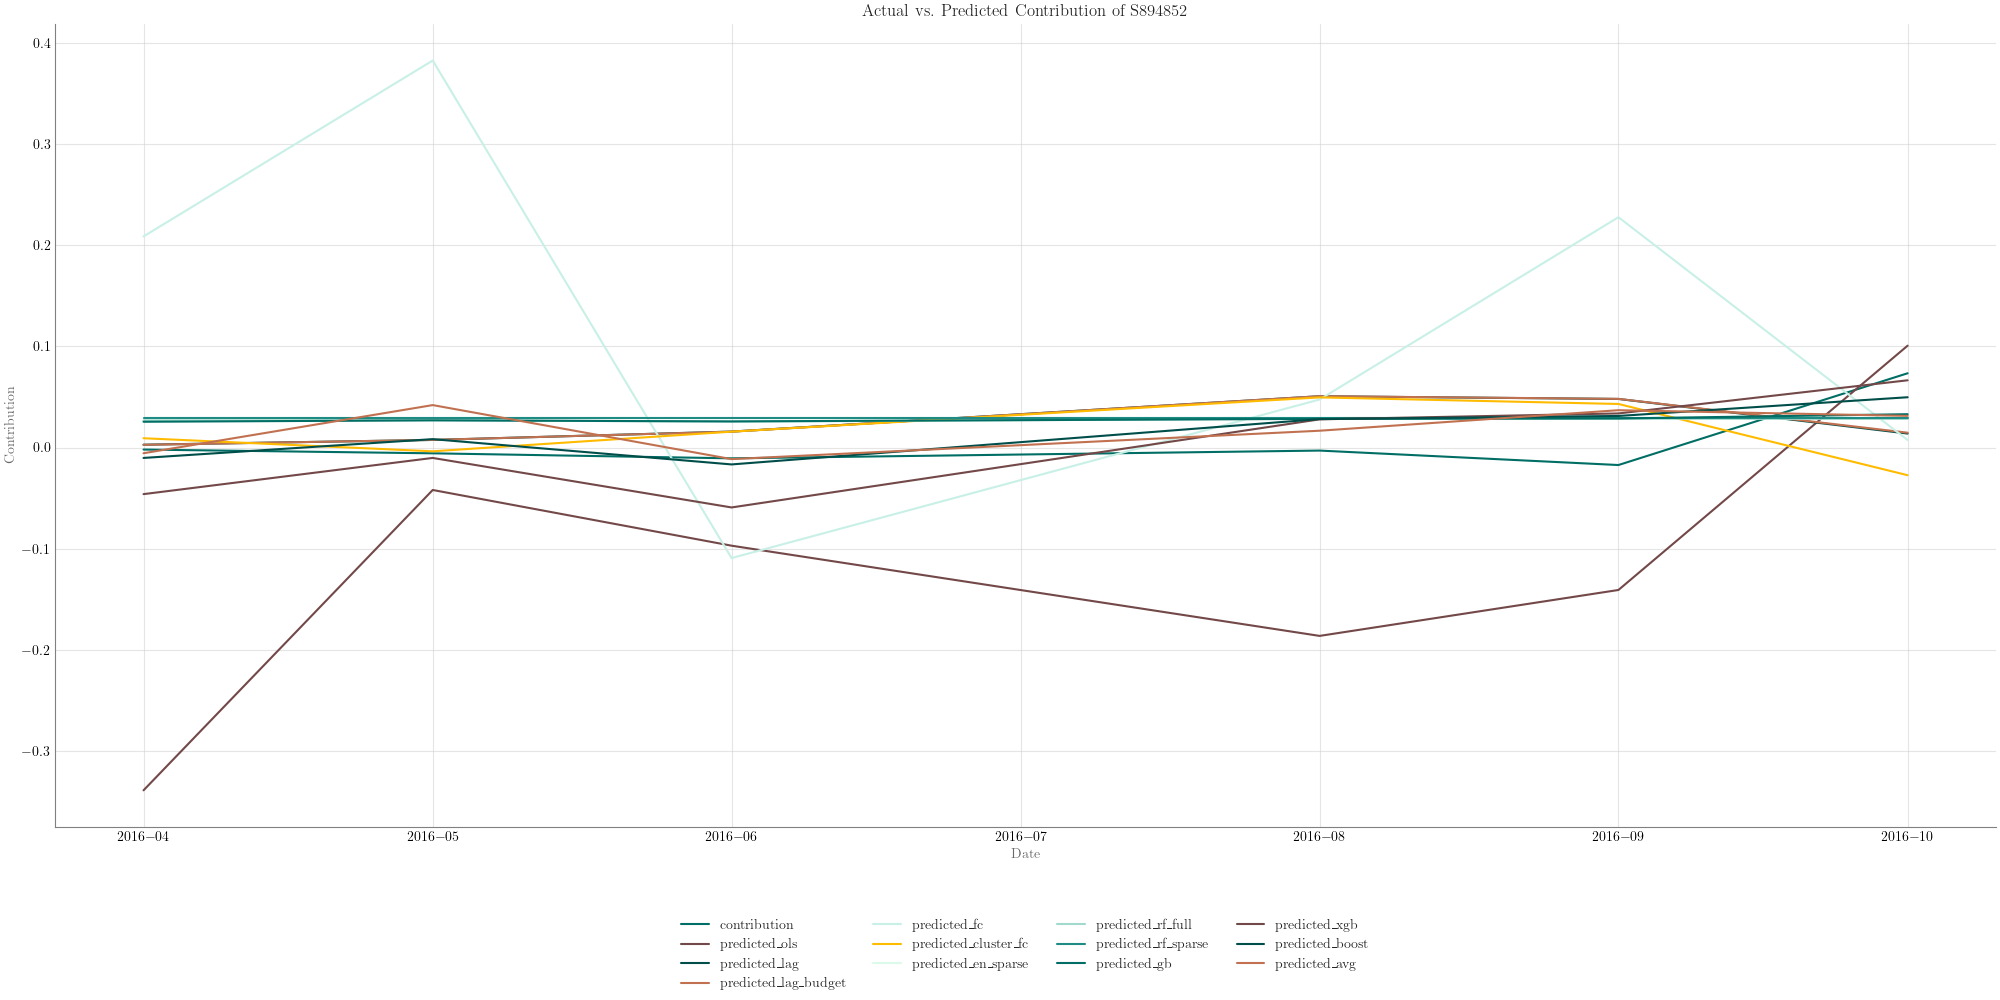 Actual vs. Predicted Contribution of S894852
Contribution
0.4
0.3
0.2
0.1
0.0
−0.1
−0.2
−0.3
2016−04 2016−05 2016−06 2016−07 2016−08 2016−09 2016−10
Date
contribution predicted_fc predicted_rf_full predicted_xgb
predicted_ols predicted_cluster_fc predicted_rf_sparse predicted_boost
predicted_lag predicted_en_sparse predicted_gb predicted_avg
predicted_lag_budget